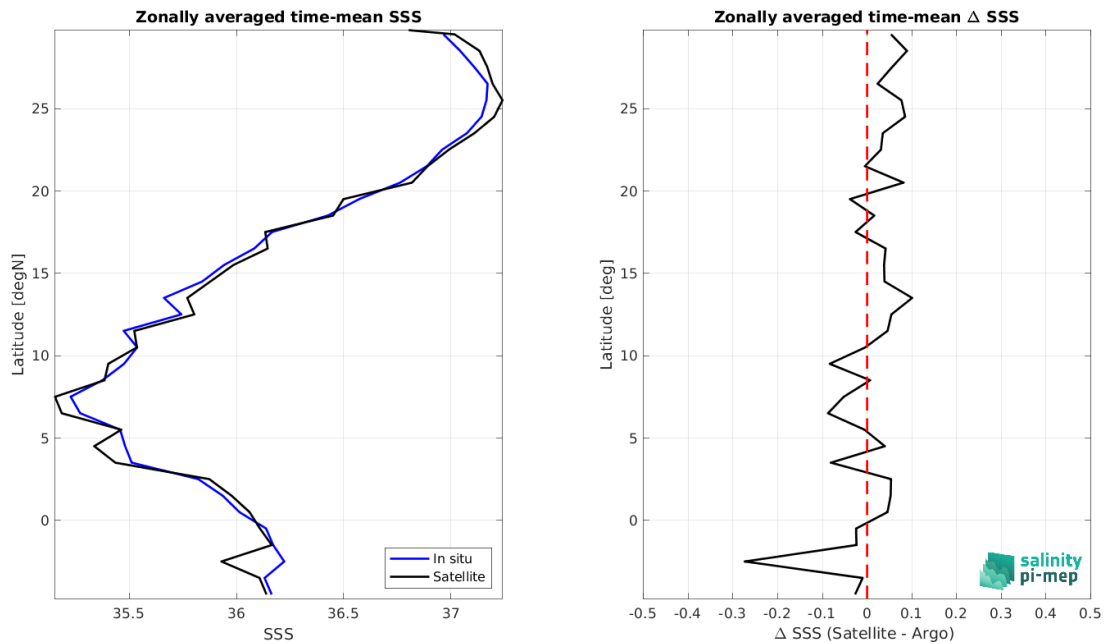 Zonally averaged time-mean SSS
Latitude [degN]
25
20
15
10
5
0
35.5
36
36.5
37
SSS
In situ
Satellite
Zonally averaged time-mean Δ SSS
Latitude [deg]
25
20
15
10
5
0
-0.5
-0.4
-0.3
-0.2
-0.1
0
0.1
0.2
0.3
0.4
0.5
Δ SSS (Satellite - Argo)
salinity
pi-mep